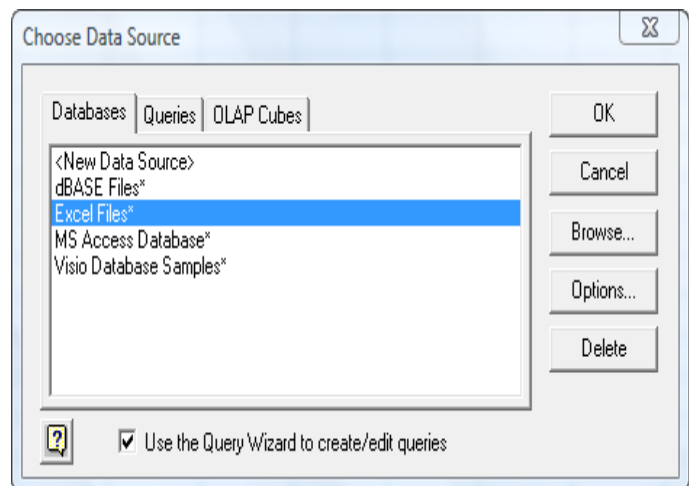 Choose Data Source
Databases Queries OLAP Cubes
<New Data Source>
dBASE Files*
Excel Files*
MS Access Database*
Visio Database Samples*
OK
Cancel
Browse...
Options...
Delete
Use the Query Wizard to create/edit queries